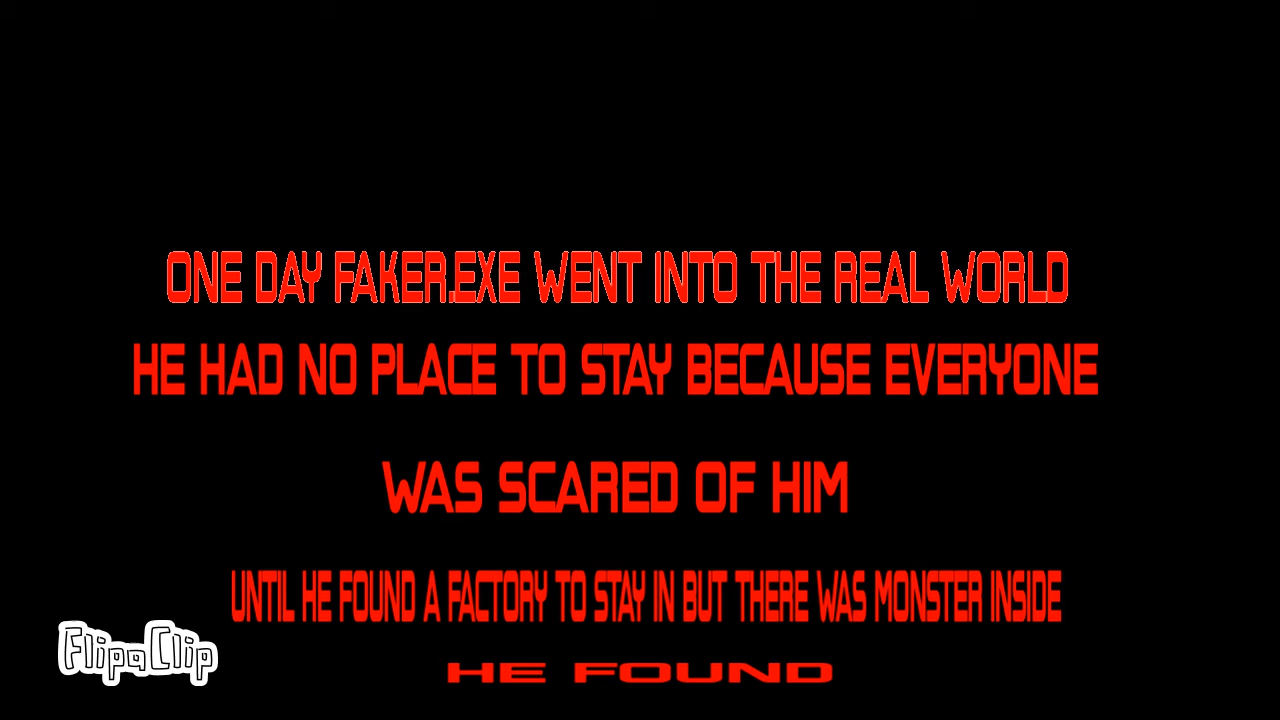 ONE DAY FAKER.EXE WENT INTO THE REAL WORLD
HE HAD NO PLACE TO STAY BECAUSE EVERYONE
WAS SCARED OF HIM
UNTIL HE FOUND A FACTORY TO STAY IN BUT THERE WAS MONSTER INSIDE
HE FOUND
FlipaClip